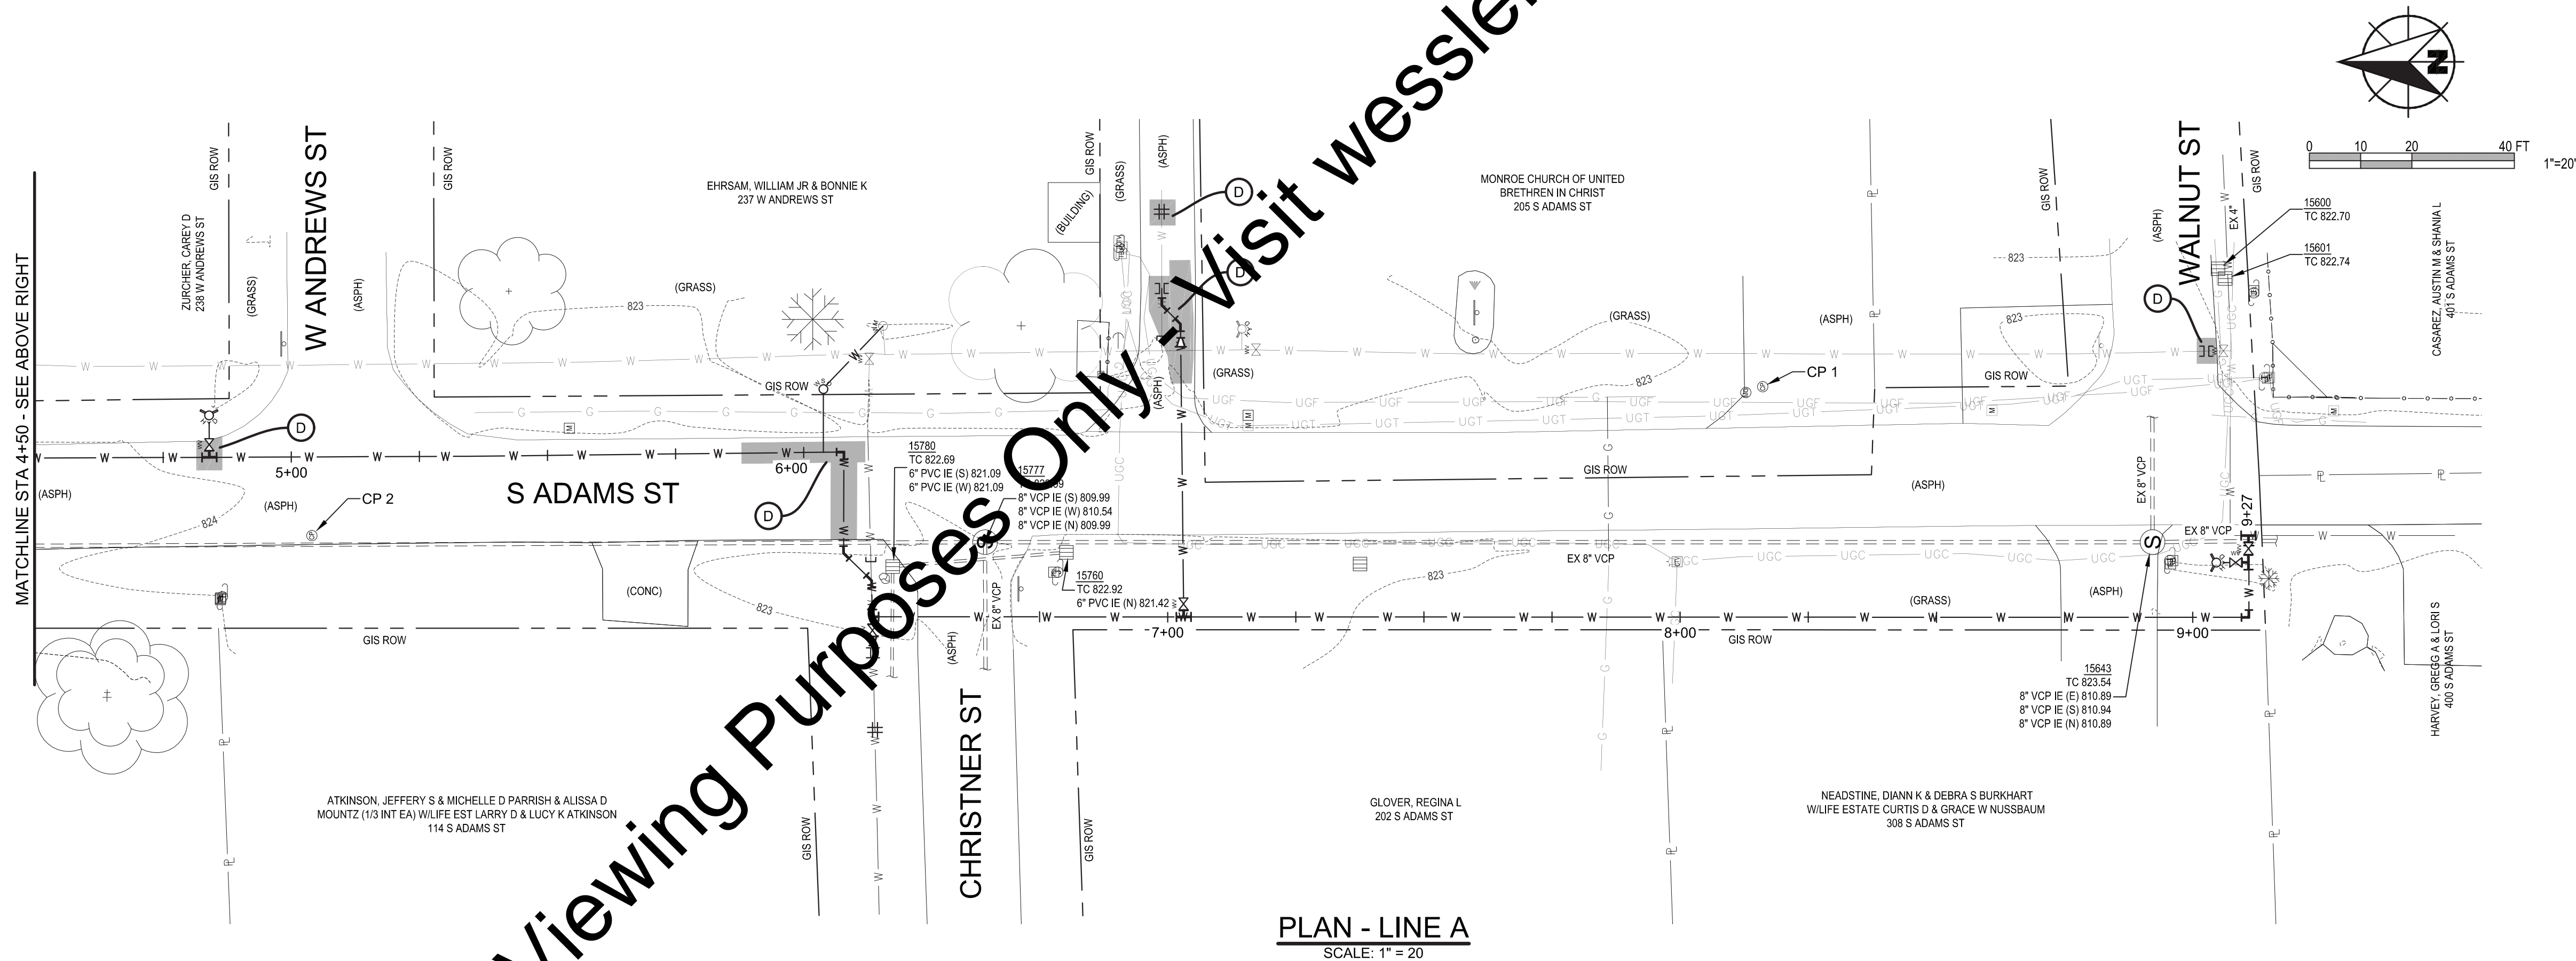 Viewing Purposes Only - Visit wessler
MATCHLINE STA 4+50 - SEE ABOVE RIGHT
ZURCHER, CAREY D
238 W ANDREWS ST
GIS ROW
(GRASS)
W ANDREWS ST
(ASPH)
GIS ROW
EHRSAM, WILLIAM JR & BONNIE K
237 W ANDREWS ST
(GRASS)
823
(BUILDING)
GIS ROW
(GRASS)
(ASPH)
D
D
MONROE CHURCH OF UNITED
BRETHREN IN CHRIST
205 S ADAMS ST
(GRASS)
(ASPH)
GIS ROW
823
823
(ASPH)
WALNUT ST
EX 4"
GIS ROW
N
0 10 20 40 FT
1"=20'
15600
TC 822.70
15601
TC 822.74
CASAREZ, AUSTIN M & SHANIA L
401 S ADAMS ST
D
GIS ROW
(GRASS)
(ASPH)
823
CP 1
GIS ROW
D
5+00
6+00
S ADAMS ST
D
(ASPH)
824
(ASPH)
CP 2
15780
TC 822.69
6" PVC IE (S) 821.09
6" PVC IE (W) 821.09
15777
8" VCP IE (S) 809.99
8" VCP IE (W) 810.54
8" VCP IE (N) 809.99
GIS ROW
(ASPH)
EX 8" VCP
9+27
EX 8" VCP
EX 8" VCP
S
(CONC)
823
EX 8" VCP
15760
TC 822.92
6" PVC IE (N) 821.42
823
(GRASS)
(ASPH)
GIS ROW
(ASPH)
7+00
8+00
GIS ROW
9+00
15643
TC 823.54
8" VCP IE (E) 810.89
8" VCP IE (S) 810.94
8" VCP IE (N) 810.89
HARVEY, GREGG A & LORI S
400 S ADAMS ST
ATKINSON, JEFFERY S & MICHELLE D PARRISH & ALISSA D
MOUNTZ (1/3 INT EA) W/LIFE EST LARRY D & LUCY K ATKINSON
114 S ADAMS ST
GIS ROW
CHRISTNER ST
GIS ROW
GLOVER, REGINA L
202 S ADAMS ST
NEADSTINE, DIANN K & DEBRA S BURKHART
W/LIFE ESTATE CURTIS D & GRACE W NUSSBAUM
308 S ADAMS ST
PLAN - LINE A
SCALE: 1" = 20